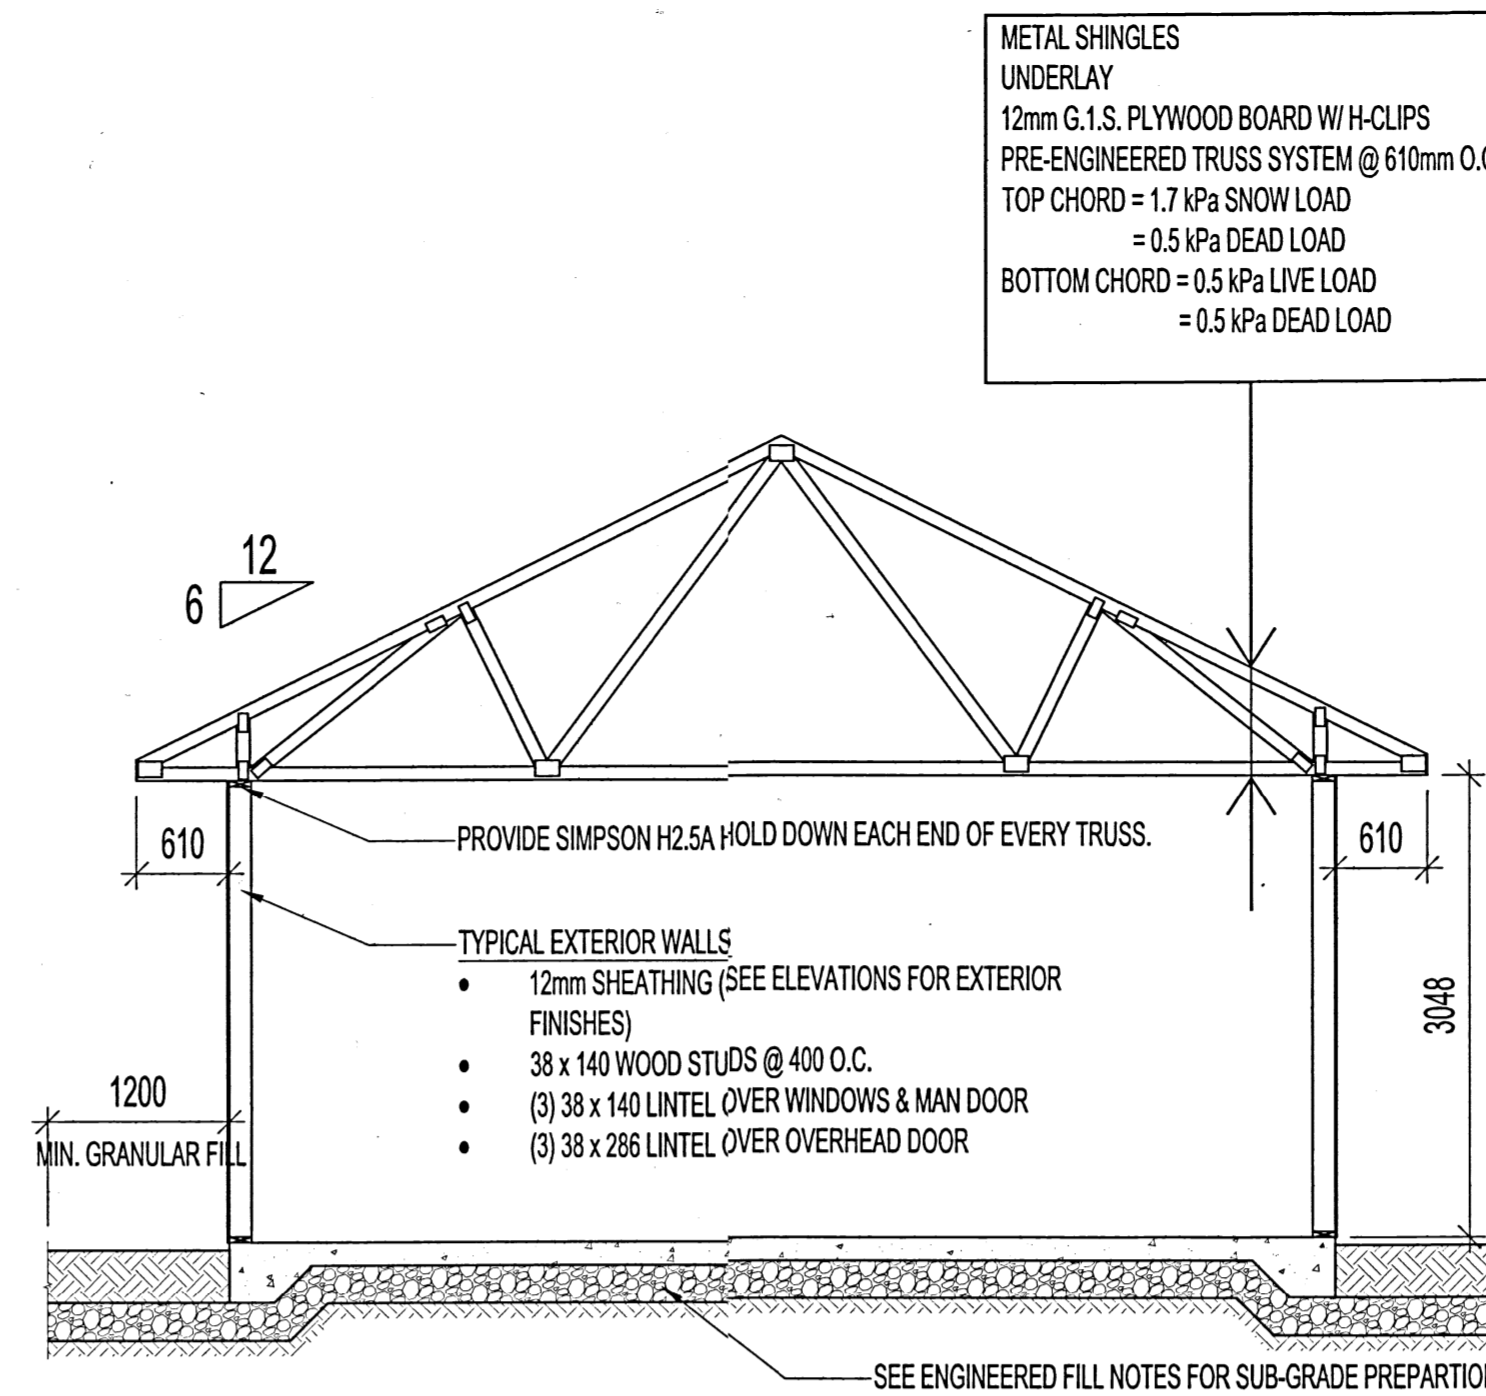 METAL SHINGLES
UNDERLAY
12mm G.1.S. PLYWOOD BOARD W/ H-CLIPS
PRE-ENGINEERED TRUSS SYSTEM @ 610mm O.C
TOP CHORD = 1.7 kPa SNOW LOAD
= 0.5 kPa DEAD LOAD
BOTTOM CHORD = 0.5 kPa LIVE LOAD
= 0.5 kPa DEAD LOAD
12
6
610
PROVIDE SIMPSON H2.5A HOLD DOWN EACH END OF EVERY TRUSS.
610
TYPICAL EXTERIOR WALLS
• 12mm SHEATHING (SEE ELEVATIONS FOR EXTERIOR
FINISHES)
• 38 x 140 WOOD STUDS @ 400 O.C.
• (3) 38 x 140 LINTEL OVER WINDOWS & MAN DOOR
• (3) 38 x 286 LINTEL OVER OVERHEAD DOOR
3048
1200
MIN. GRANULAR FILL
SEE ENGINEERED FILL NOTES FOR SUB-GRADE PREPARTION